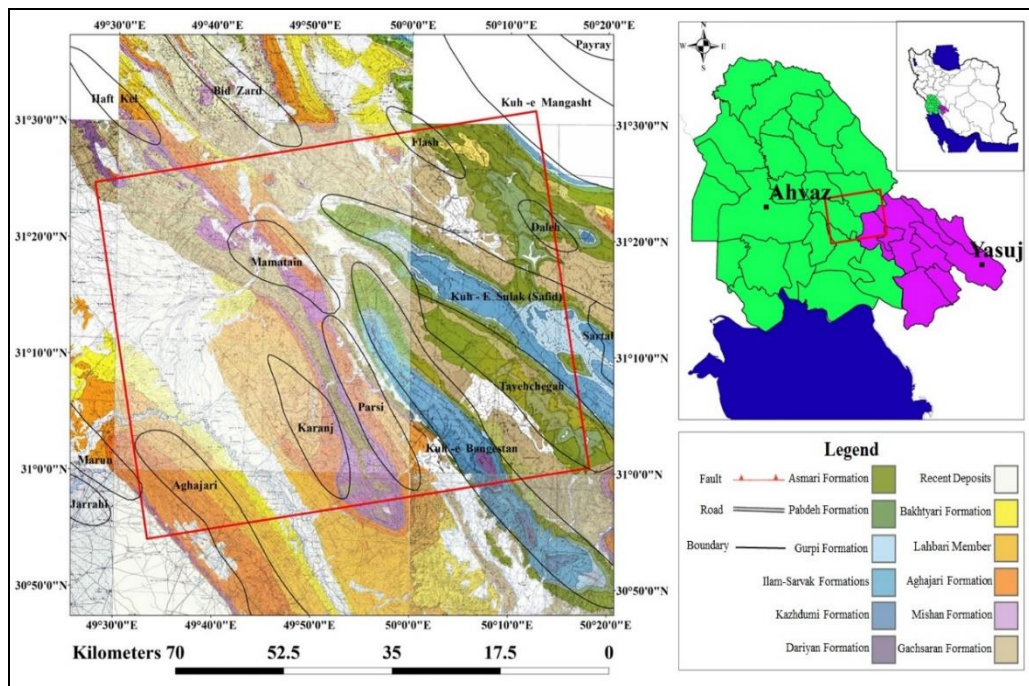 49°30'0"E 49°40'0"E 49°50'0"E 50°00'0"E 50°10'0"E 50°20'0"E
Payray
Haft Kel
Bid Zard
Kuh -e Mangasht
31°30'0"N
31°30'0"N
Flash
Daleh
31°20'0"N
31°20'0"N
Mamatain
Kuh - E Sulak (Safid)
Sartal
31°10'0"N
31°10'0"N
Tayehchegah
Parsi
Karanj
Kuh -e Bangestan
Marun
31°0'0"N
31°0'0"N
Aghajari
Jarrahi
30°50'0"N
30°50'0"N
49°30'0"E 49°40'0"E 49°50'0"E 50°00'0"E 50°10'0"E 50°20'0"E
Kilometers 70 52.5 35 17.5 0
N
W E
S
Ahvaz
Yasuj
Legend
Fault Asmari Formation Recent Deposits
Road Pabdeh Formation Bakhtyari Formation
Boundary Gurpi Formation Lahbari Member
Ilam-Sarvak Formations Aghajari Formation
Kazhdumi Formation Mishan Formation
Dariyan Formation Gachsaran Formation